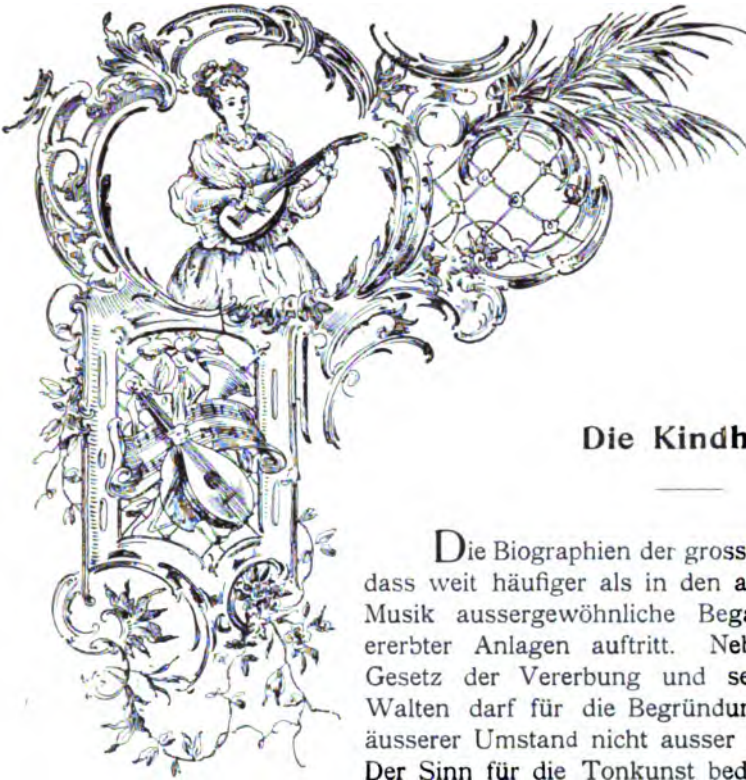 Die Kindh
Die Biographien der gross
dass weit häufiger als in den a
Musik aussergewöhnliche Bega
ererbter Anlagen auftritt. Neb
Gesetz der Vererbung und se
Walten darf für die Begründun
äusserer Umstand nicht ausser
Der Sinn für die Tonkunst bed